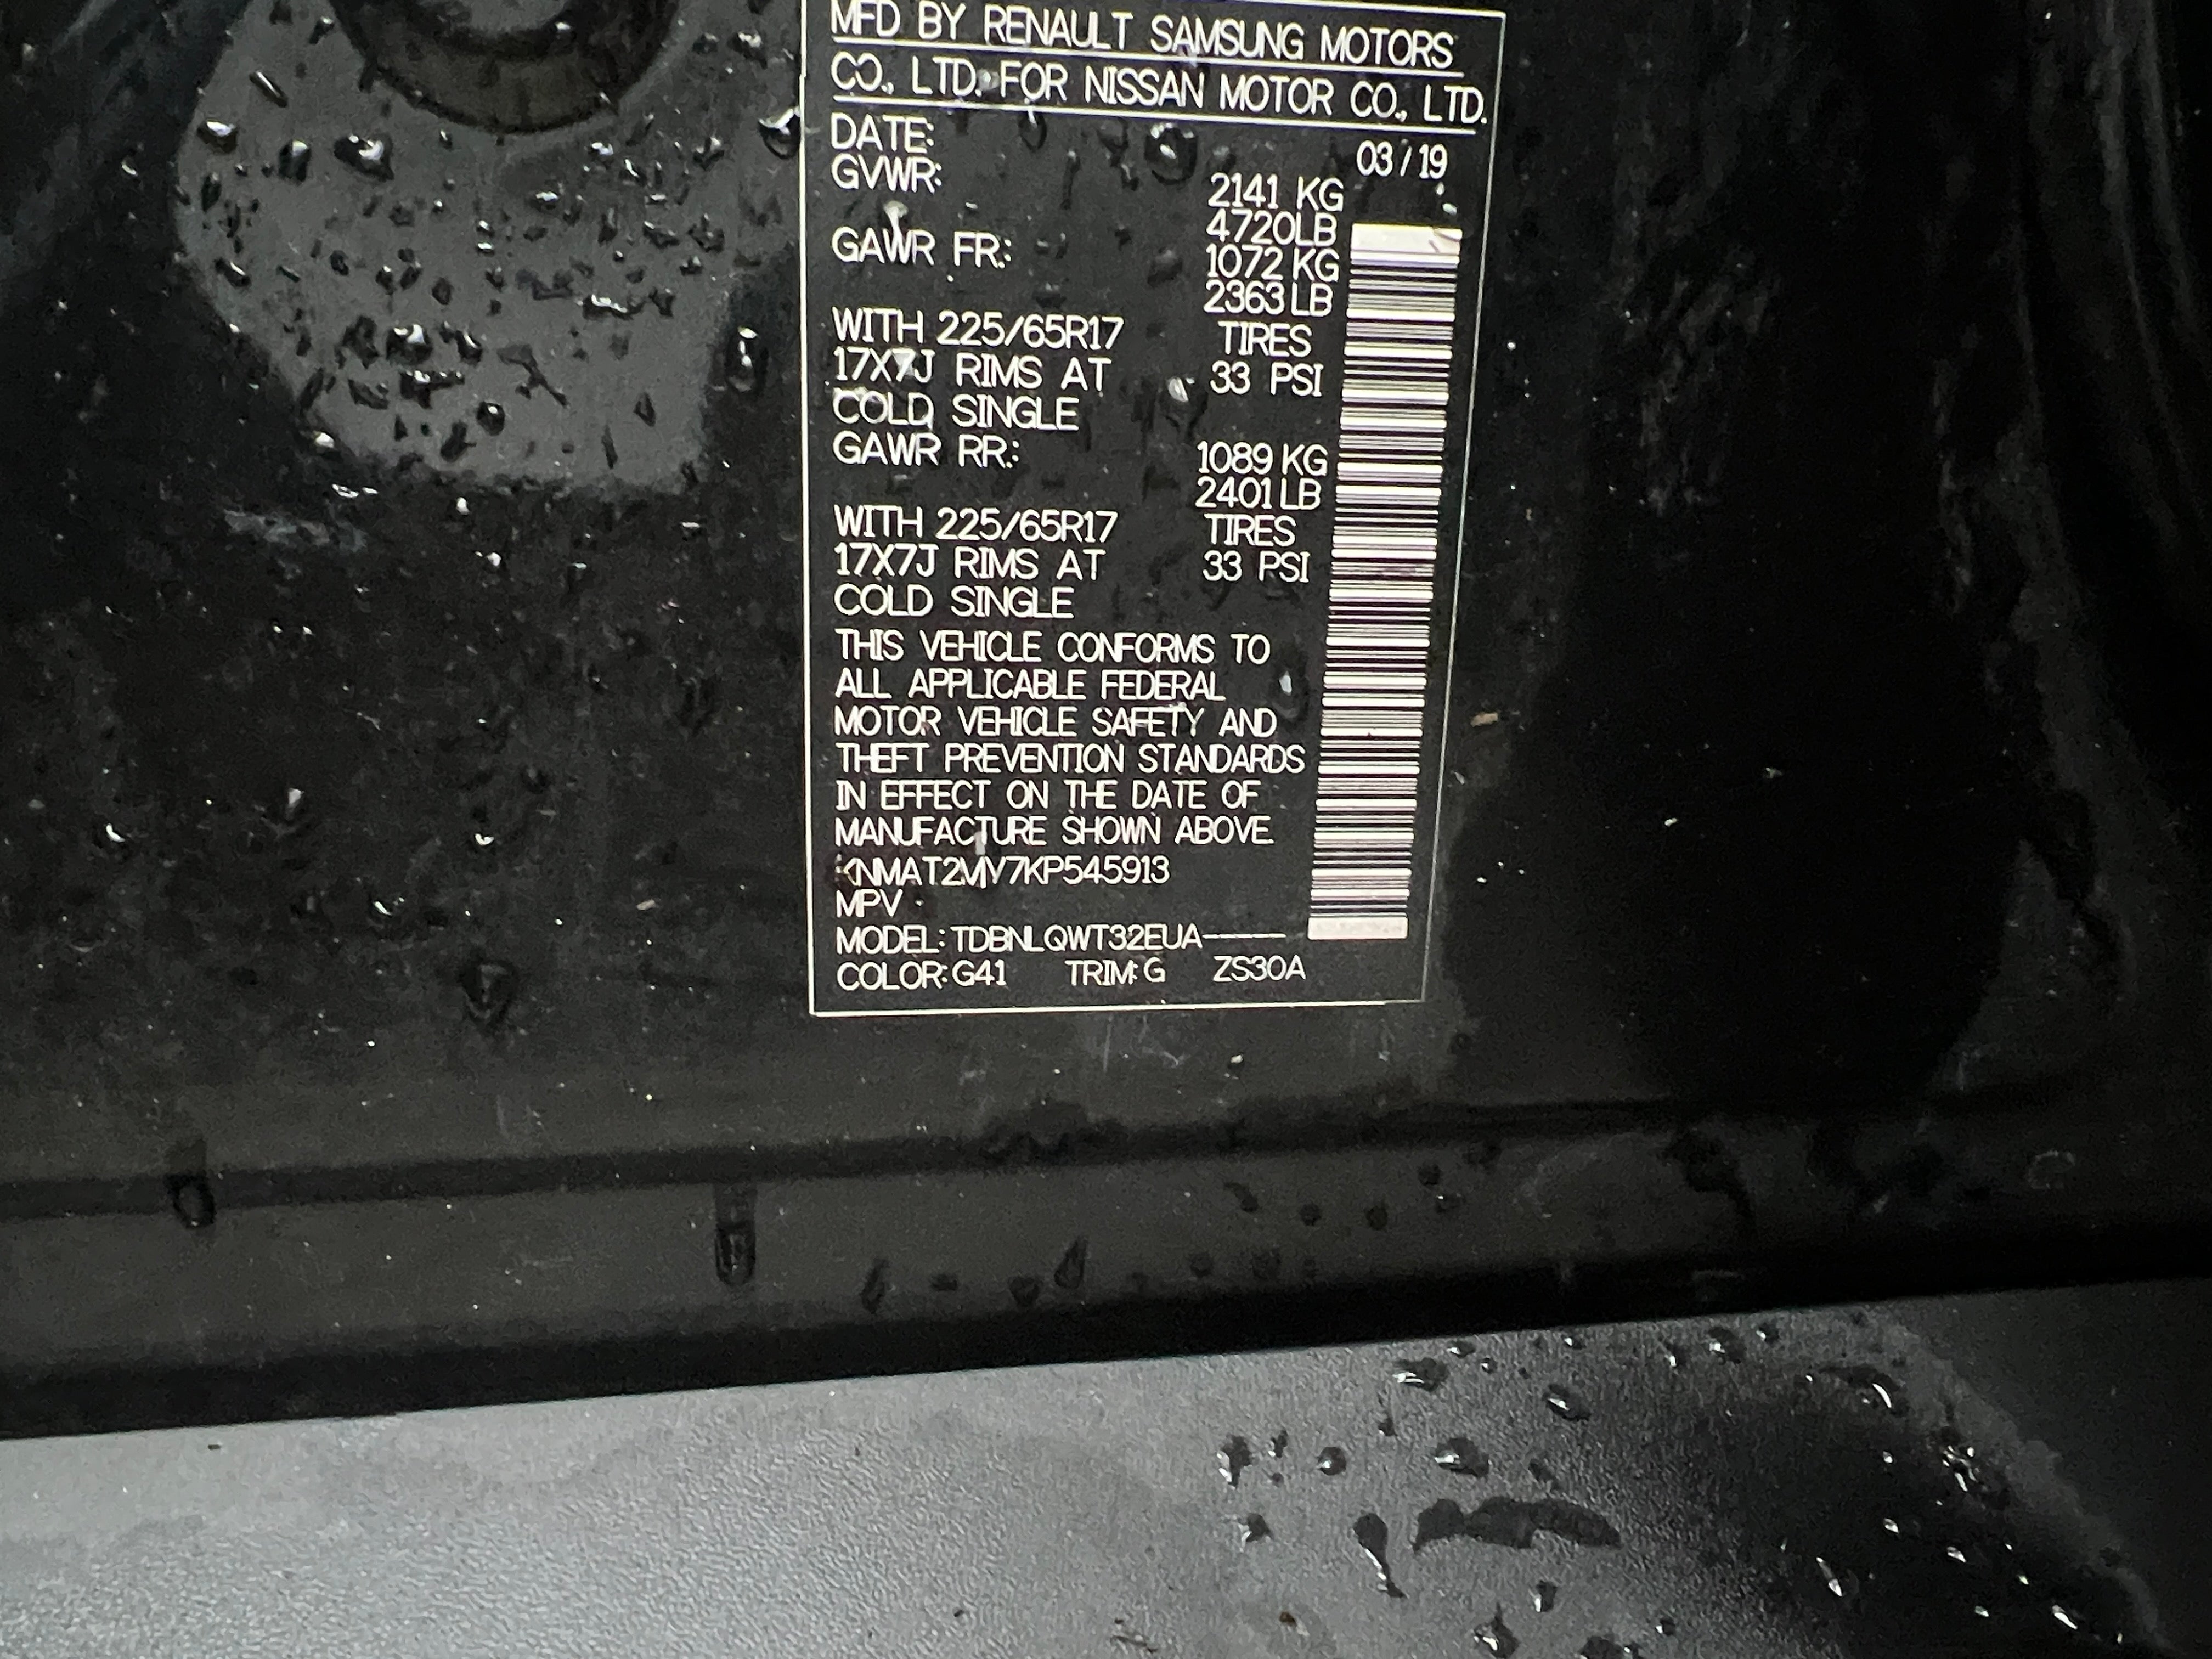 MFD BY RENAULT SAMSUNG MOTORS
CO., LTD. FOR NISSAN MOTOR CO., LTD.
DATE: 03 / 19
GVWR: 2141 KG
4720LB
GAWR FR.: 1072 KG
2363 LB
WITH 225/65R17 TIRES
17X7J RIMS AT 33 PSI
COLD SINGLE
GAWR RR.: 1089 KG
2401 LB
WITH 225/65R17 TIRES
17X7J RIMS AT 33 PSI
COLD SINGLE
THIS VEHICLE CONFORMS TO
ALL APPLICABLE FEDERAL
MOTOR VEHICLE SAFETY AND
THEFT PREVENTION STANDARDS
IN EFFECT ON THE DATE OF
MANUFACTURE SHOWN ABOVE.
KNMAT2MV7KP545913
MPV
MODEL: TDBNLQWT32EUA-----
COLOR: G41 TRIM: G ZS30A